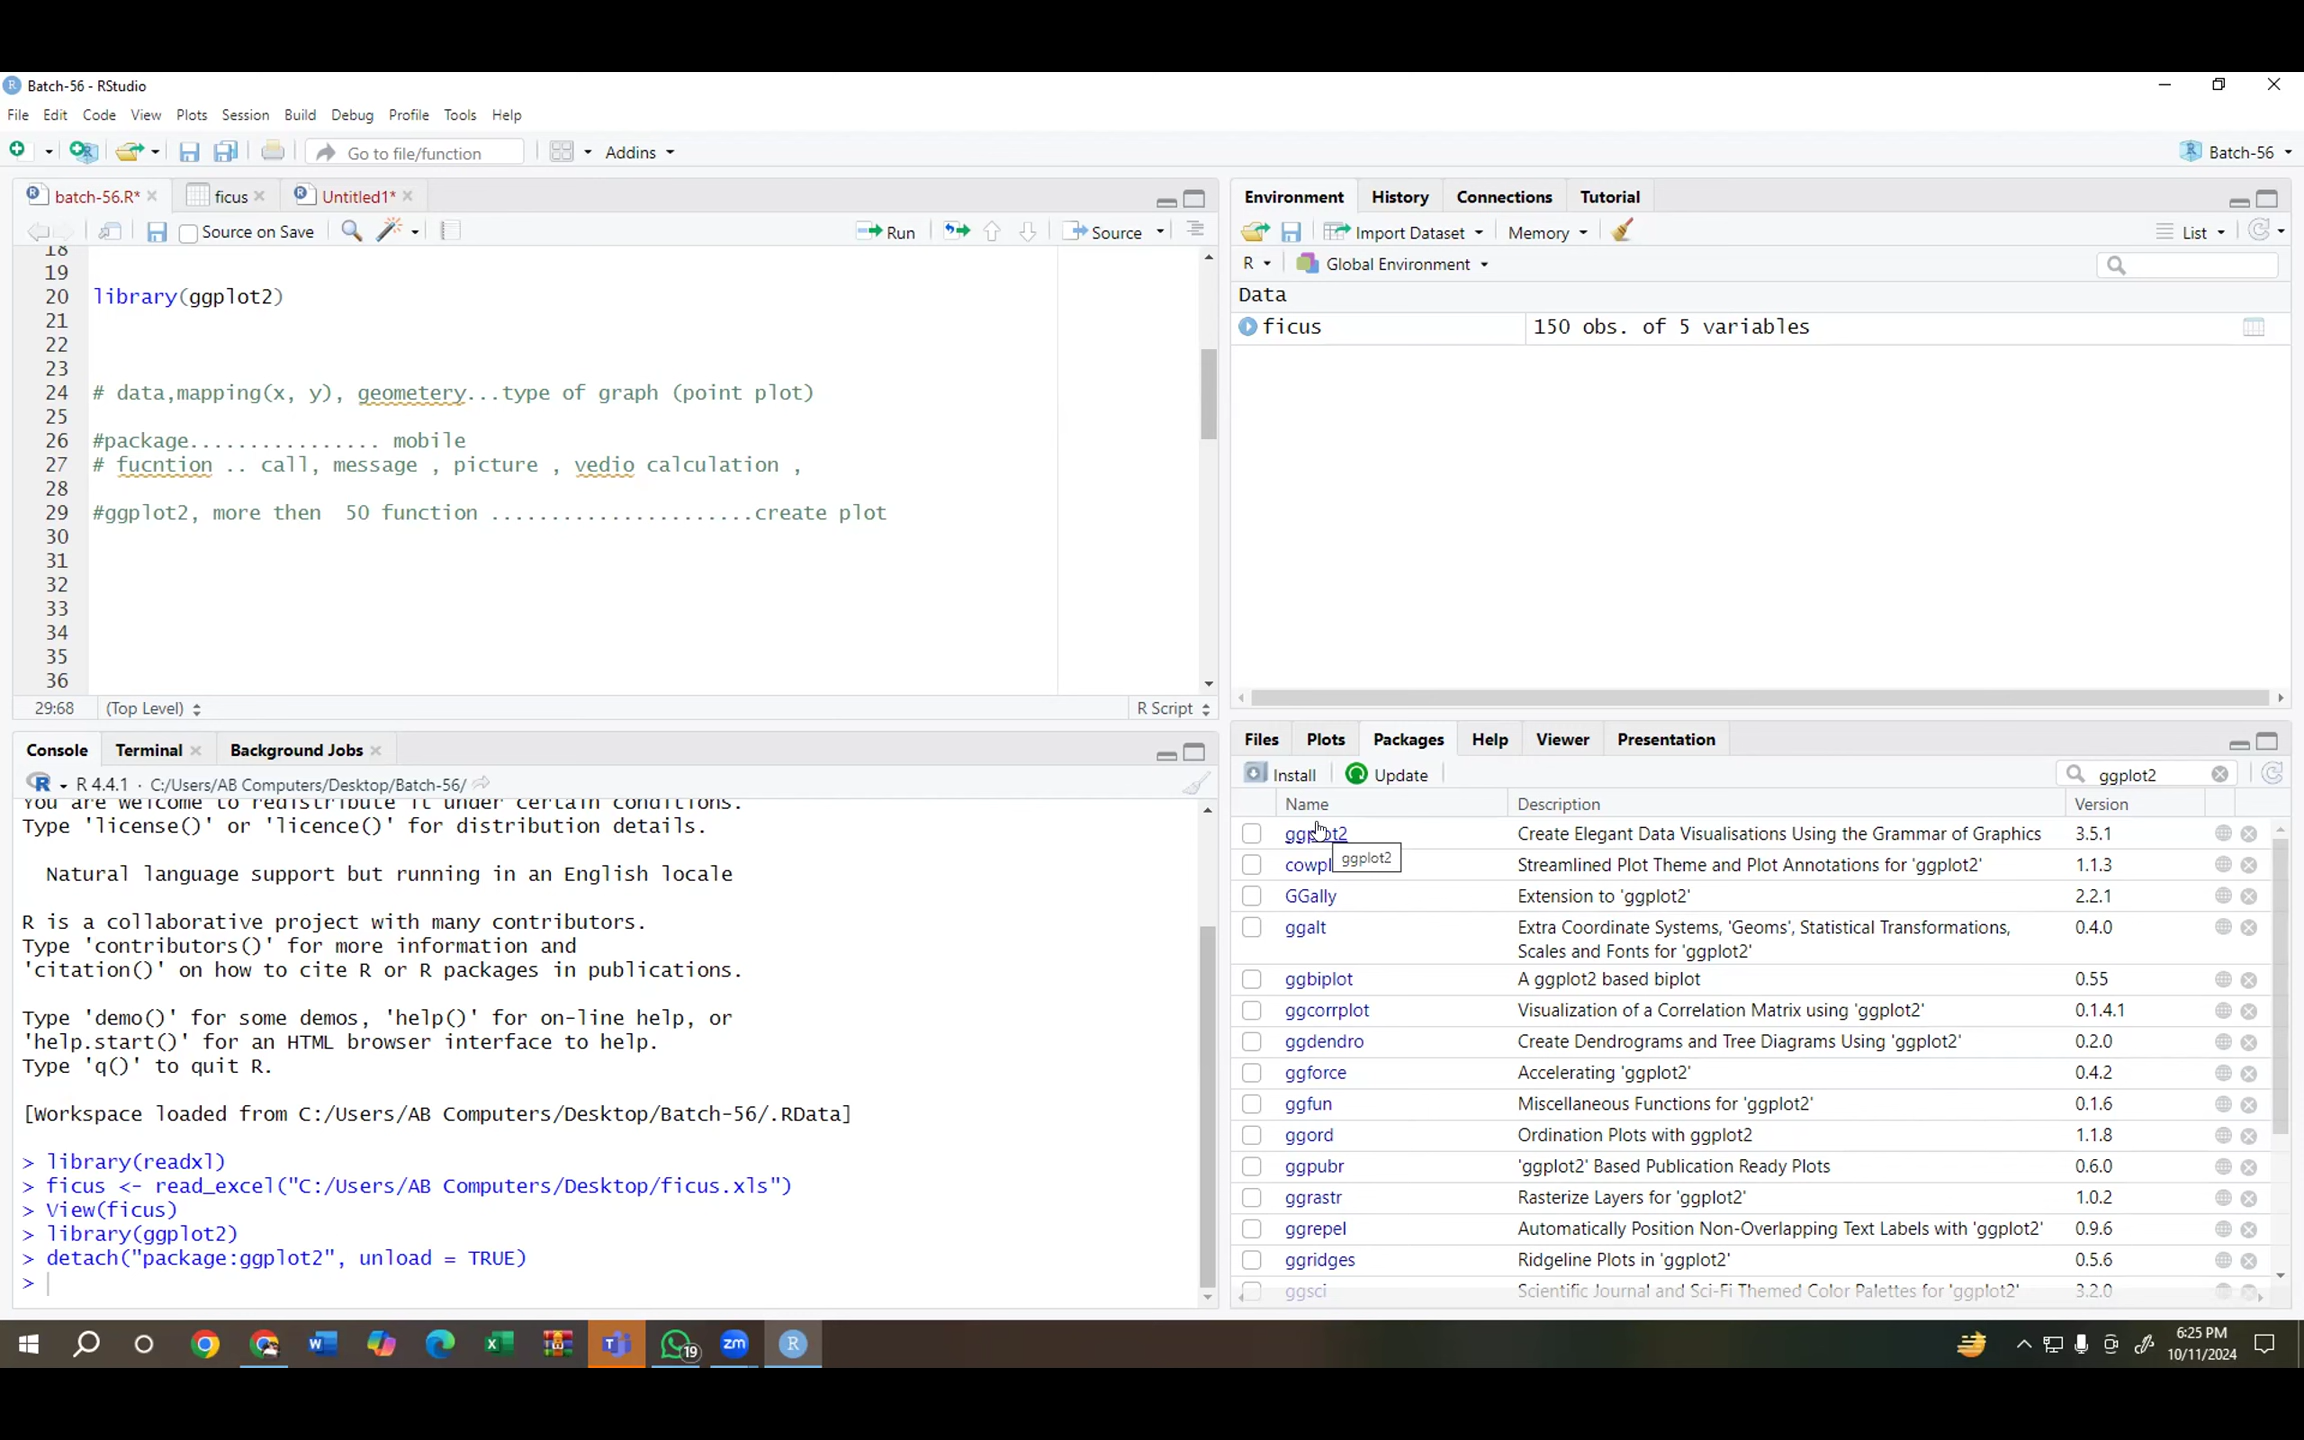 Batch-56 - RStudio
File Edit Code View Plots Session Build Debug Profile Tools Help
Go to file/function Addins Batch-56
batch-56.R* ficus Untitled1*
Source on Save Run Source
18
19
20 library(ggplot2)
21
22
23
24 # data,mapping(x, y), geometery...type of graph (point plot)
25
26 #package................ mobile
27 # fucntion .. call, message , picture , vedio calculation ,
28
29 #ggplot2, more then 50 function ......................create plot
30
31
32
33
34
35
36
29:68 (Top Level) R Script
Console Terminal Background Jobs
R 4.4.1 · C:/Users/AB Computers/Desktop/Batch-56/
You are welcome to redistribute it under certain conditions.
Type 'license()' or 'licence()' for distribution details.
Natural language support but running in an English locale
R is a collaborative project with many contributors.
Type 'contributors()' for more information and
'citation()' on how to cite R or R packages in publications.
Type 'demo()' for some demos, 'help()' for on-line help, or
'help.start()' for an HTML browser interface to help.
Type 'q()' to quit R.
[Workspace loaded from C:/Users/AB Computers/Desktop/Batch-56/.RData]
> library(readxl)
> ficus <- read_excel("C:/Users/AB Computers/Desktop/ficus.xls")
> View(ficus)
> library(ggplot2)
> detach("package:ggplot2", unload = TRUE)
>
Environment History Connections Tutorial
Import Dataset Memory List
R Global Environment
Data
ficus 150 obs. of 5 variables
Files Plots Packages Help Viewer Presentation
Install Update ggplot2
Name Description Version
ggplot2 Create Elegant Data Visualisations Using the Grammar of Graphics 3.5.1
ggplot2
cowpl Streamlined Plot Theme and Plot Annotations for 'ggplot2' 1.1.3
GGally Extension to 'ggplot2' 2.2.1
ggalt Extra Coordinate Systems, 'Geoms', Statistical Transformations, 0.4.0
Scales and Fonts for 'ggplot2'
ggbiplot A ggplot2 based biplot 0.55
ggcorrplot Visualization of a Correlation Matrix using 'ggplot2' 0.1.4.1
ggdendro Create Dendrograms and Tree Diagrams Using 'ggplot2' 0.2.0
ggforce Accelerating 'ggplot2' 0.4.2
ggfun Miscellaneous Functions for 'ggplot2' 0.1.6
ggord Ordination Plots with ggplot2 1.1.8
ggpubr 'ggplot2' Based Publication Ready Plots 0.6.0
ggrastr Rasterize Layers for 'ggplot2' 1.0.2
ggrepel Automatically Position Non-Overlapping Text Labels with 'ggplot2' 0.9.6
ggridges Ridgeline Plots in 'ggplot2' 0.5.6
ggsci Scientific Journal and Sci-Fi Themed Color Palettes for 'ggplot2' 3.2.0
19 zm 6:25 PM
10/11/2024